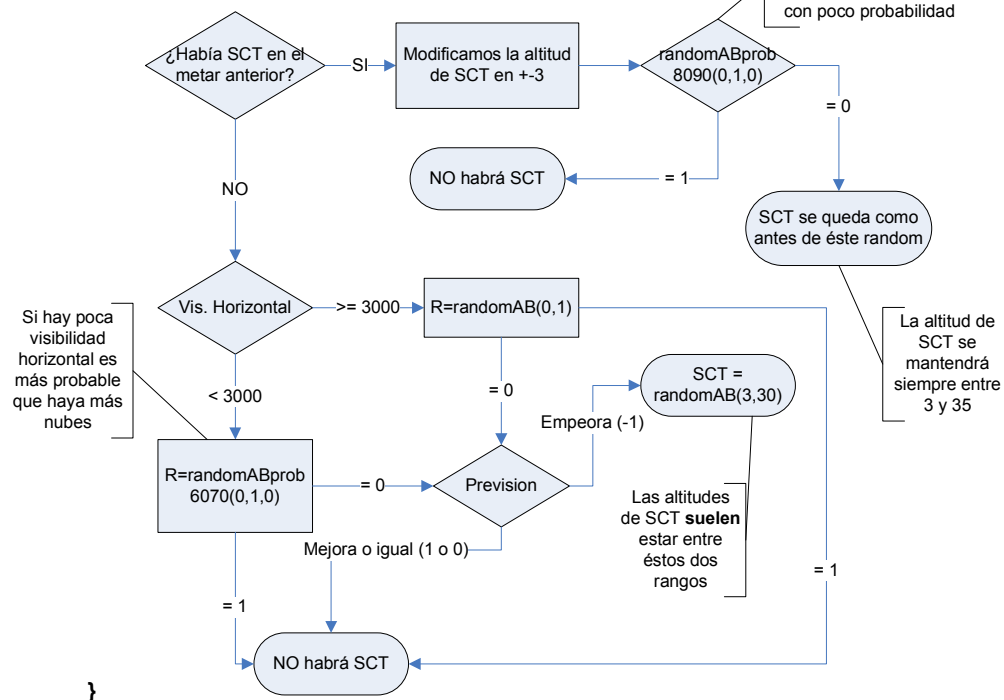 con poco probabilidad
¿Había SCT en el
metar anterior?
SI
Modificamos la altitud
de SCT en +-3
randomABprob
8090(0,1,0)
= 0
= 1
NO habrá SCT
SCT se queda como
antes de éste random
NO
Vis. Horizontal
>= 3000
R=randomAB(0,1)
Si hay poca
visibilidad
horizontal es
más probable
que haya más
nubes
La altitud de
SCT se
mantendrá
siempre entre
3 y 35
< 3000
= 0
SCT =
randomAB(3,30)
Empeora (-1)
R=randomABprob
6070(0,1,0)
= 0
Prevision
Las altitudes
de SCT suelen
estar entre
éstos dos
rangos
Mejora o igual (1 o 0)
= 1
= 1
NO habrá SCT
}